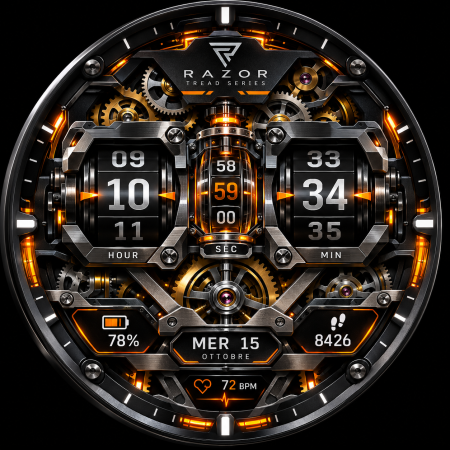 RAZOR
TREAD SERIES
09
10
11
HOUR
58
59
00
SEC
33
34
35
MIN
78%
MER 15
OTTOBRE
8426
72 BPM